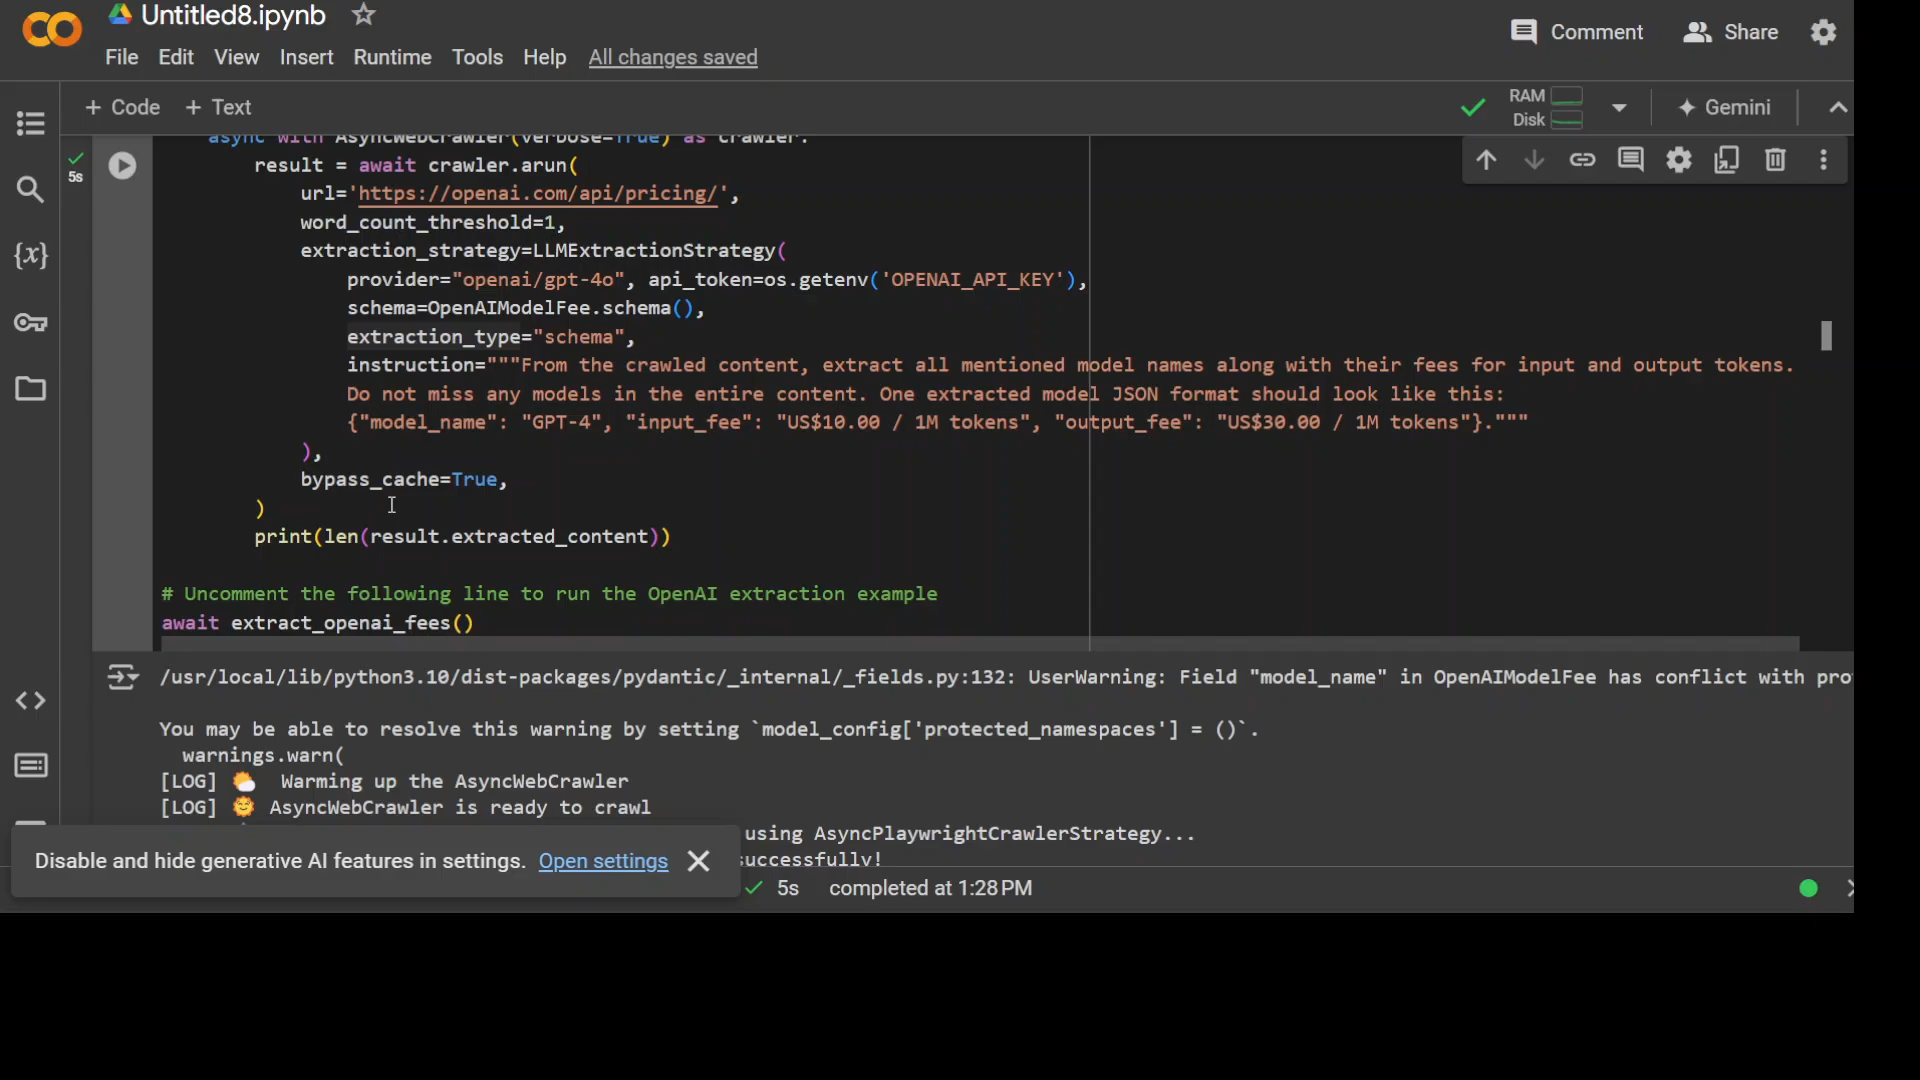 Untitled8.ipynb
Comment
Share
File Edit View Insert Runtime Tools Help All changes saved
+ Code + Text
RAM
Disk
Gemini
async with AsyncWebCrawler(verbose=True) as crawler:
5s
result = await crawler.arun(
url='https://openai.com/api/pricing/',
word_count_threshold=1,
extraction_strategy=LLMExtractionStrategy(
provider="openai/gpt-4o", api_token=os.getenv('OPENAI_API_KEY'),
schema=OpenAIModelFee.schema(),
extraction_type="schema",
instruction="""From the crawled content, extract all mentioned model names along with their fees for input and output tokens.
Do not miss any models in the entire content. One extracted model JSON format should look like this:
{"model_name": "GPT-4", "input_fee": "US$10.00 / 1M tokens", "output_fee": "US$30.00 / 1M tokens"}."""
),
bypass_cache=True,
)
print(len(result.extracted_content))
# Uncomment the following line to run the OpenAI extraction example
await extract_openai_fees()
/usr/local/lib/python3.10/dist-packages/pydantic/_internal/_fields.py:132: UserWarning: Field "model_name" in OpenAIModelFee has conflict with pro
You may be able to resolve this warning by setting `model_config['protected_namespaces'] = ()`.
warnings.warn(
[LOG] 🌤️ Warming up the AsyncWebCrawler
[LOG] 🌞 AsyncWebCrawler is ready to crawl
using AsyncPlaywrightCrawlerStrategy...
successfully!
Disable and hide generative AI features in settings. Open settings
5s completed at 1:28 PM